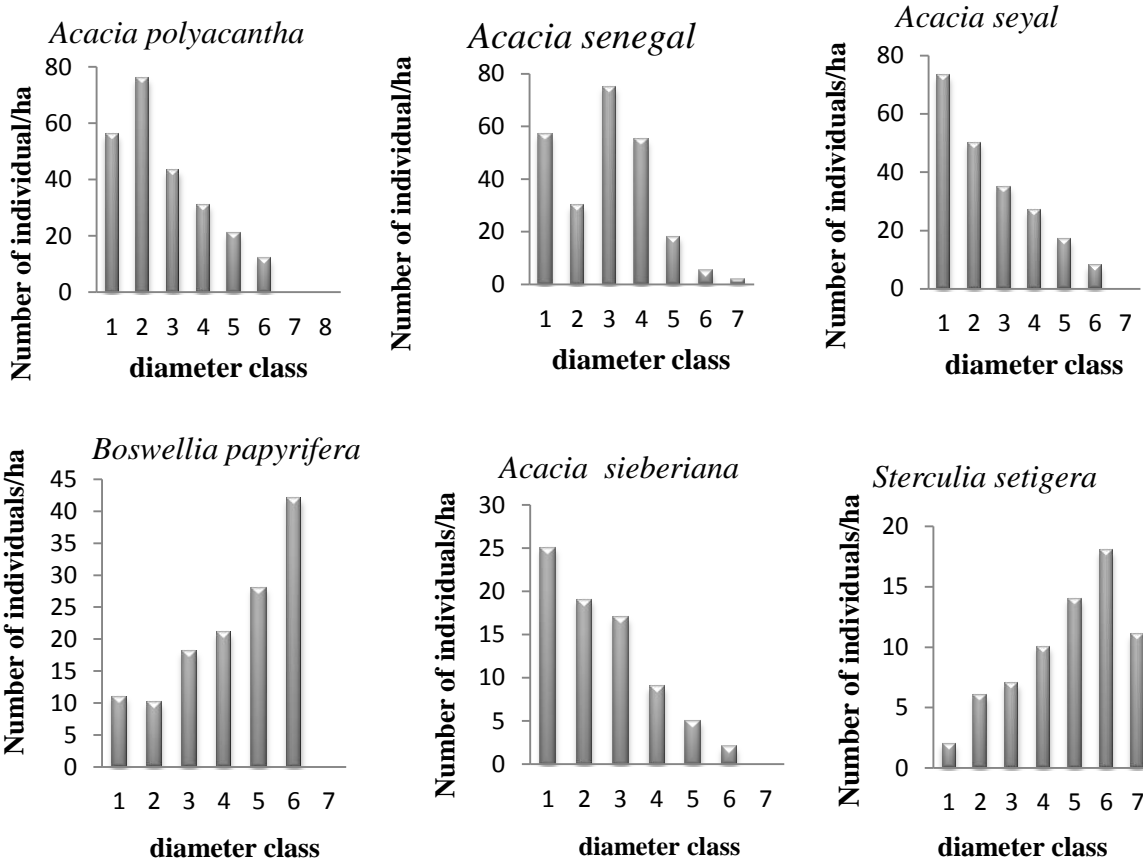 Acacia polyacantha
Number of individual/ha
80
60
40
20
0
1 2 3 4 5 6 7 8
diameter class
Acacia senegal
Number of individual/ha
80
60
40
20
0
1 2 3 4 5 6 7
diameter class
Acacia seyal
Number of individuals/ha
80
60
40
20
0
1 2 3 4 5 6 7
diameter class
Boswellia papyrifera
Number of individuals/ha
45
40
35
30
25
20
15
10
5
0
1 2 3 4 5 6 7
diameter class
Acacia sieberiana
Number of individuals/ha
30
25
20
15
10
5
0
1 2 3 4 5 6 7
diameter class
Sterculia setigera
Number of individuals/ha
20
15
10
5
0
1 2 3 4 5 6 7
diameter class